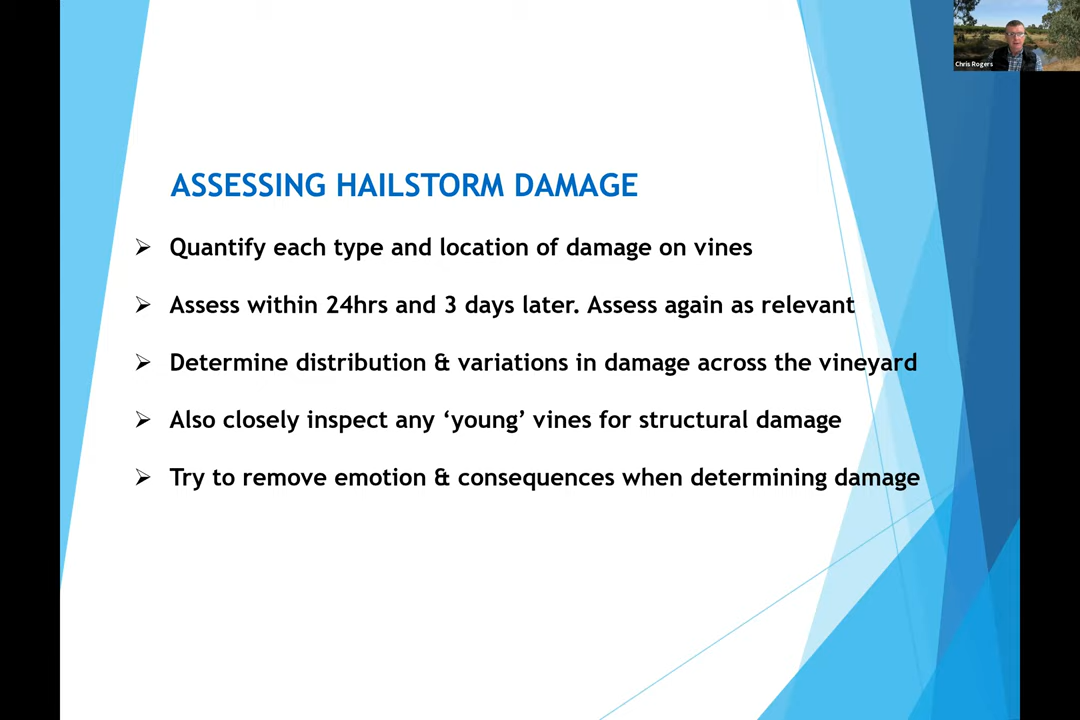 Chris Rogers
ASSESSING HAILSTORM DAMAGE
Quantify each type and location of damage on vines
Assess within 24hrs and 3 days later. Assess again as relevant
Determine distribution & variations in damage across the vineyard
Also closely inspect any ‘young’ vines for structural damage
Try to remove emotion & consequences when determining damage